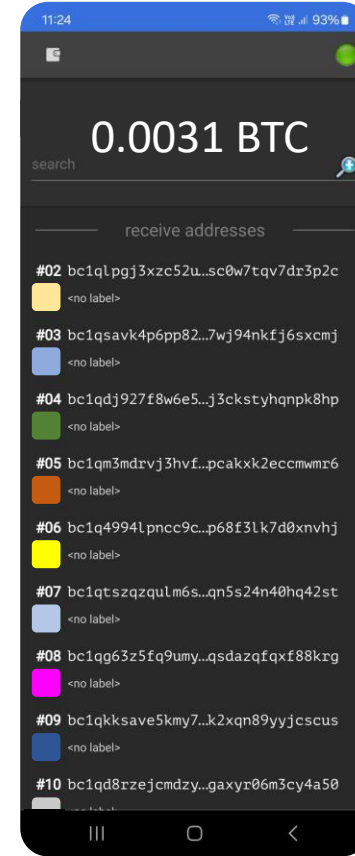 11:24 93%
0.0031 BTC
search
receive addresses
#02 bc1qlpgj3xzc52u…sc0w7tqv7dr3p2c
<no label>
#03 bc1qsavk4p6pp82…7wj94nkfj6sxcmj
<no label>
#04 bc1qdj927f8w6e5…j3ckstyhqnpk8hp
<no label>
#05 bc1qm3mdrvj3hvf…pcakxk2eccmwmr6
<no label>
#06 bc1q4994lpncc9c…p68f3lk7d0xnvhj
<no label>
#07 bc1qtszqzqulm6s…qn5s24n40hq42st
<no label>
#08 bc1qg63z5fq9umy…qsdazqfqxf88krg
<no label>
#09 bc1qkksave5kmy7…k2xqn89yyjcscus
<no label>
#10 bc1qd8rzejcmdzy…gaxyr06m3cy4a50